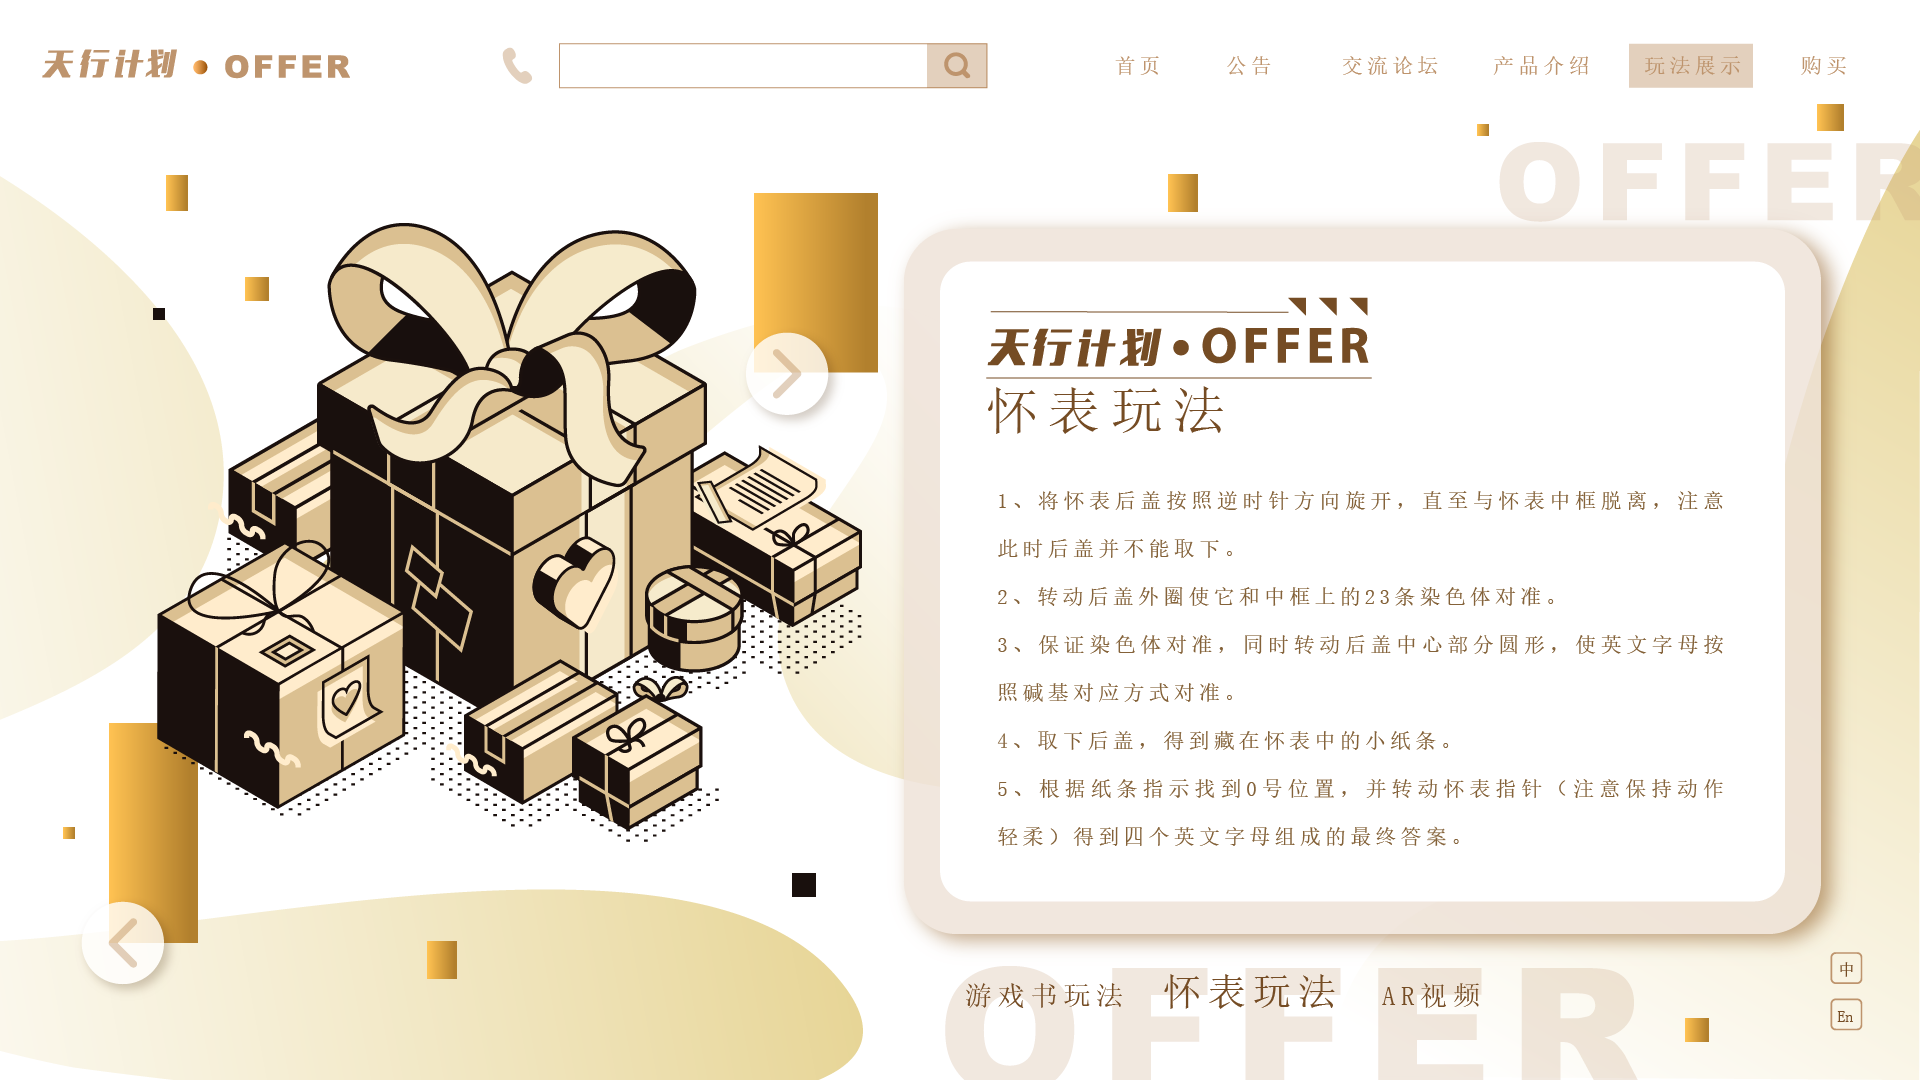 天行计划 • OFFER
首页 公告 交流论坛 产品介绍 玩法展示 购买
OFFER
天行计划•OFFER
怀表玩法
1、将怀表后盖按照逆时针方向旋开，直至与怀表中框脱离，注意
此时后盖并不能取下。
2、转动后盖外圈使它和中框上的23条染色体对准。
3、保证染色体对准，同时转动后盖中心部分圆形，使英文字母按
照碱基对应方式对准。
4、取下后盖，得到藏在怀表中的小纸条。
5、根据纸条指示找到0号位置，并转动怀表指针（注意保持动作
轻柔）得到四个英文字母组成的最终答案。
OFFER
游戏书玩法 怀表玩法 AR视频
中
En